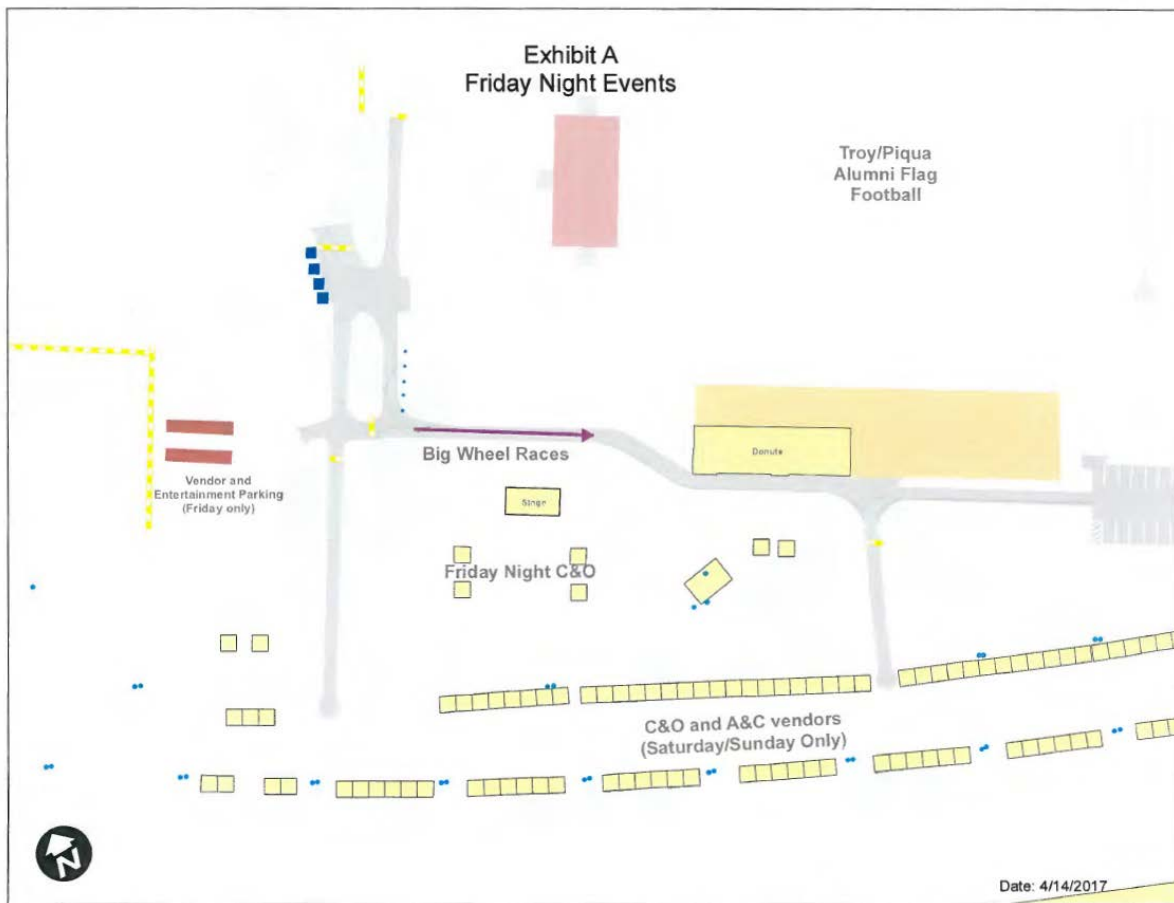 Exhibit A
Friday Night Events
Troy/Piqua
Alumni Flag
Football
Big Wheel Races
Donuts
Vendor and
Entertainment Parking
(Friday only)
Stage
Friday Night C&O
C&O and A&C vendors
(Saturday/Sunday Only)
N
Date: 4/14/2017